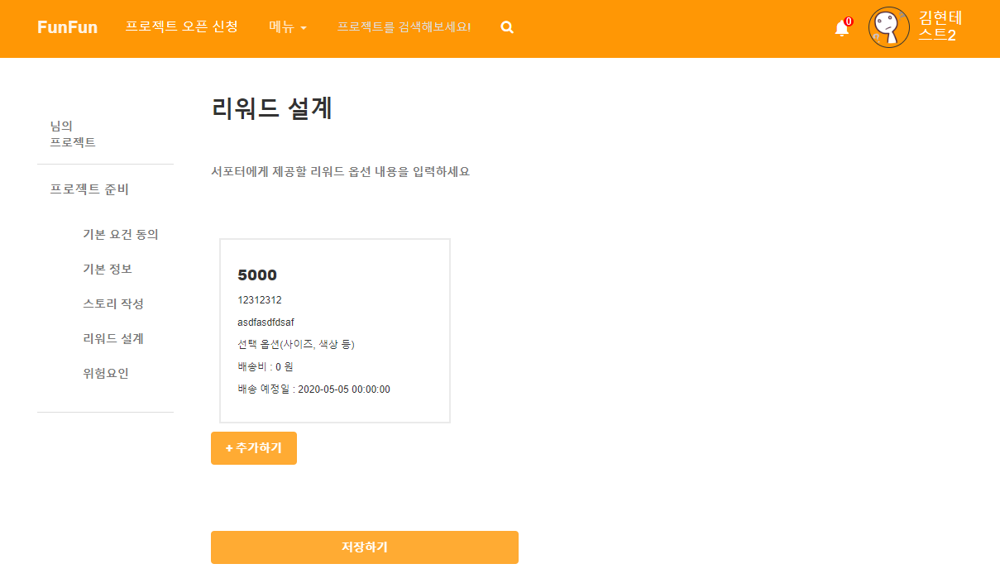 FunFun 프로젝트 오픈 신청 메뉴 프로젝트를 검색해보세요! 0 김현테
스트2
리워드 설계
님의
프로젝트
서포터에게 제공할 리워드 옵션 내용을 입력하세요
프로젝트 준비
기본 요건 동의
기본 정보
스토리 작성
리워드 설계
위험요인
5000
12312312
asdfasdfdsaf
선택 옵션(사이즈, 색상 등)
배송비 : 0 원
배송 예정일 : 2020-05-05 00:00:00
+ 추가하기
저장하기